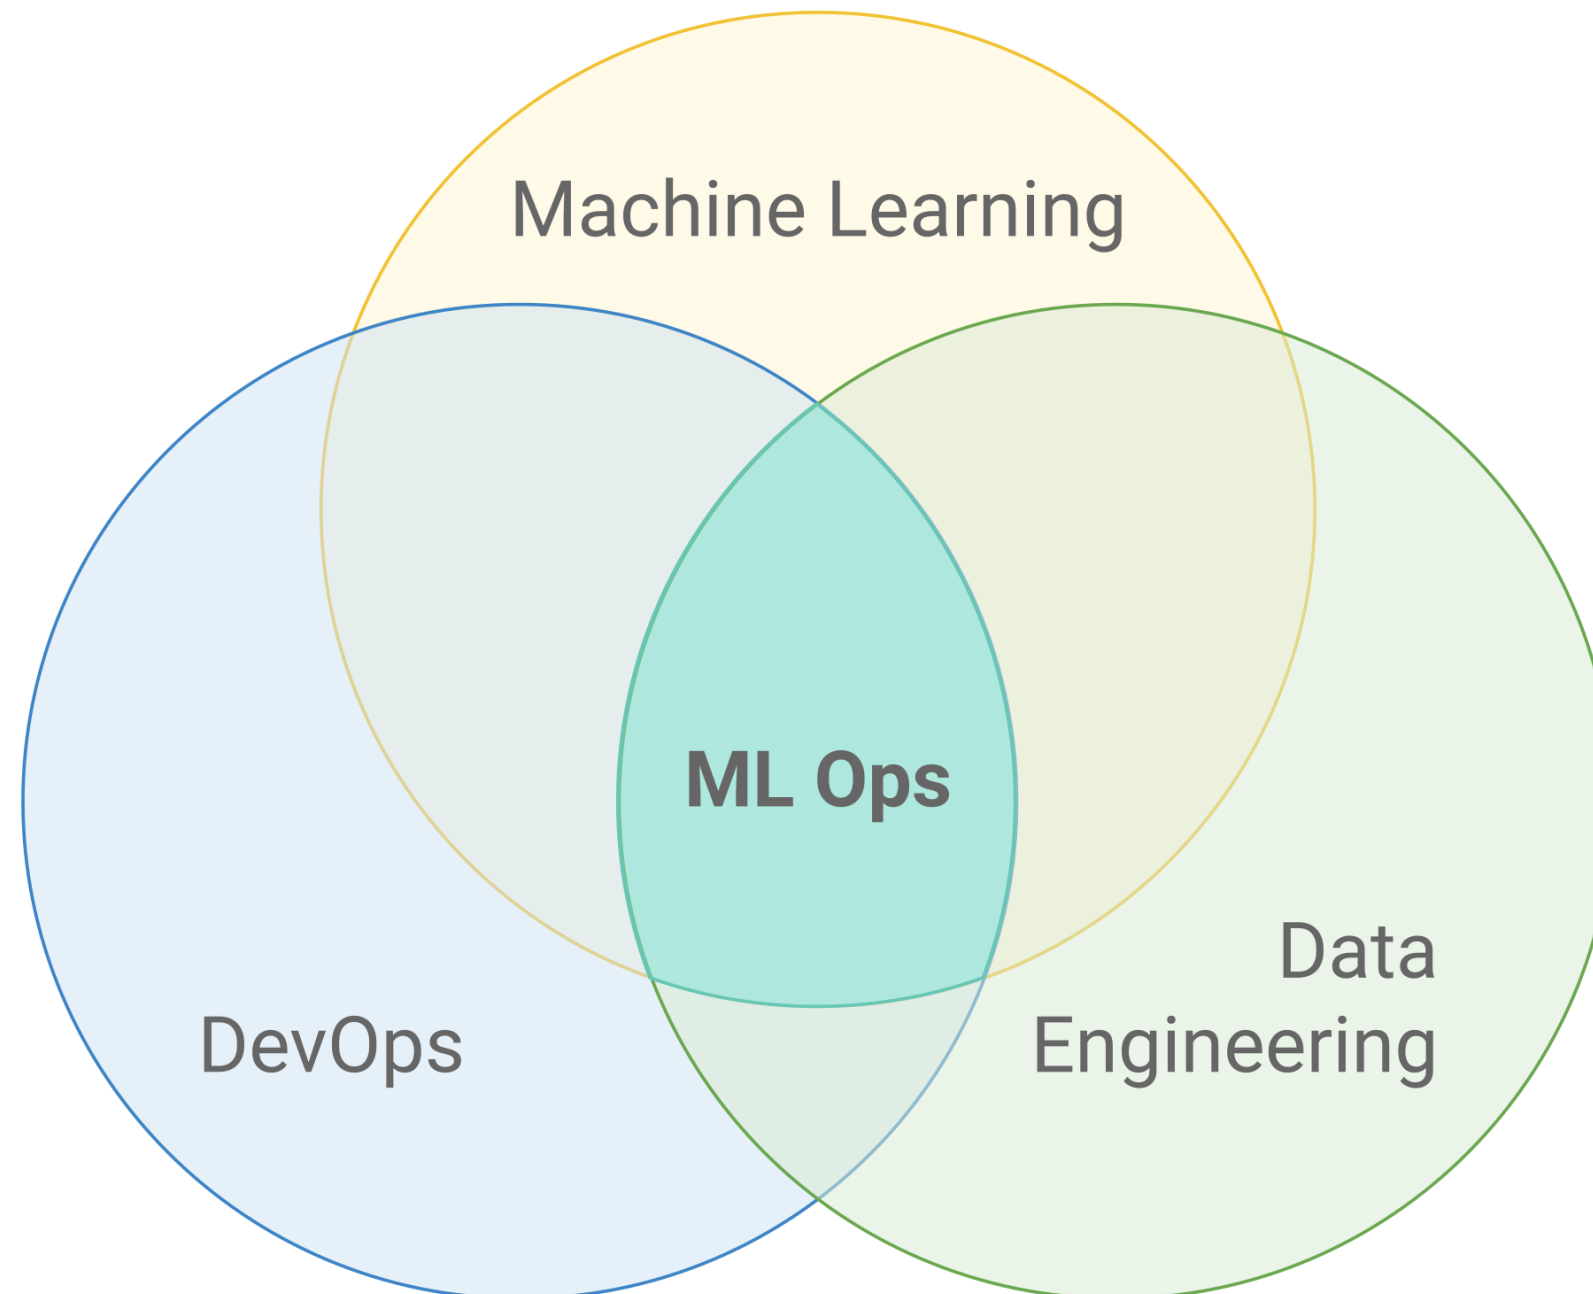 Machine Learning
ML Ops
DevOps
Data
Engineering